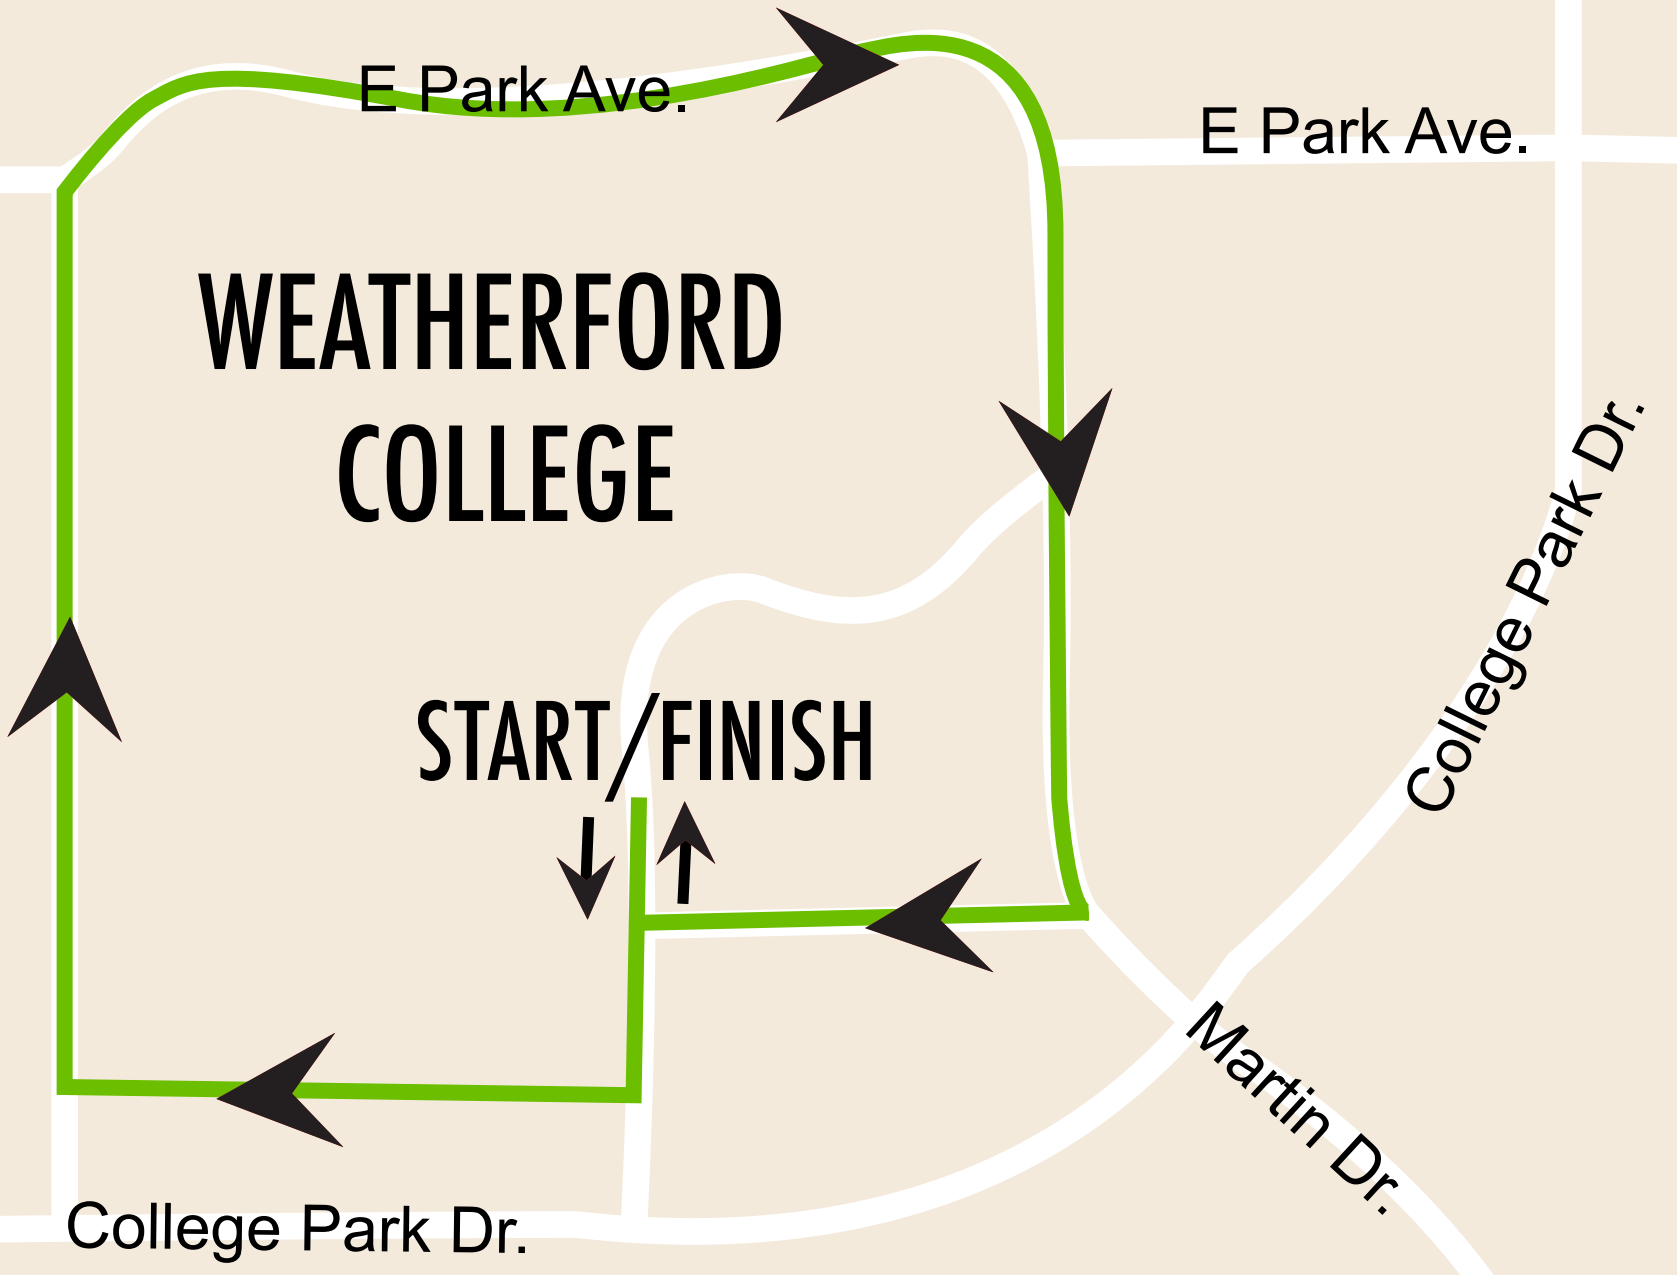 E Park Ave.
E Park Ave.
WEATHERFORD
COLLEGE
College Park Dr.
START/FINISH
Martin Dr.
College Park Dr.